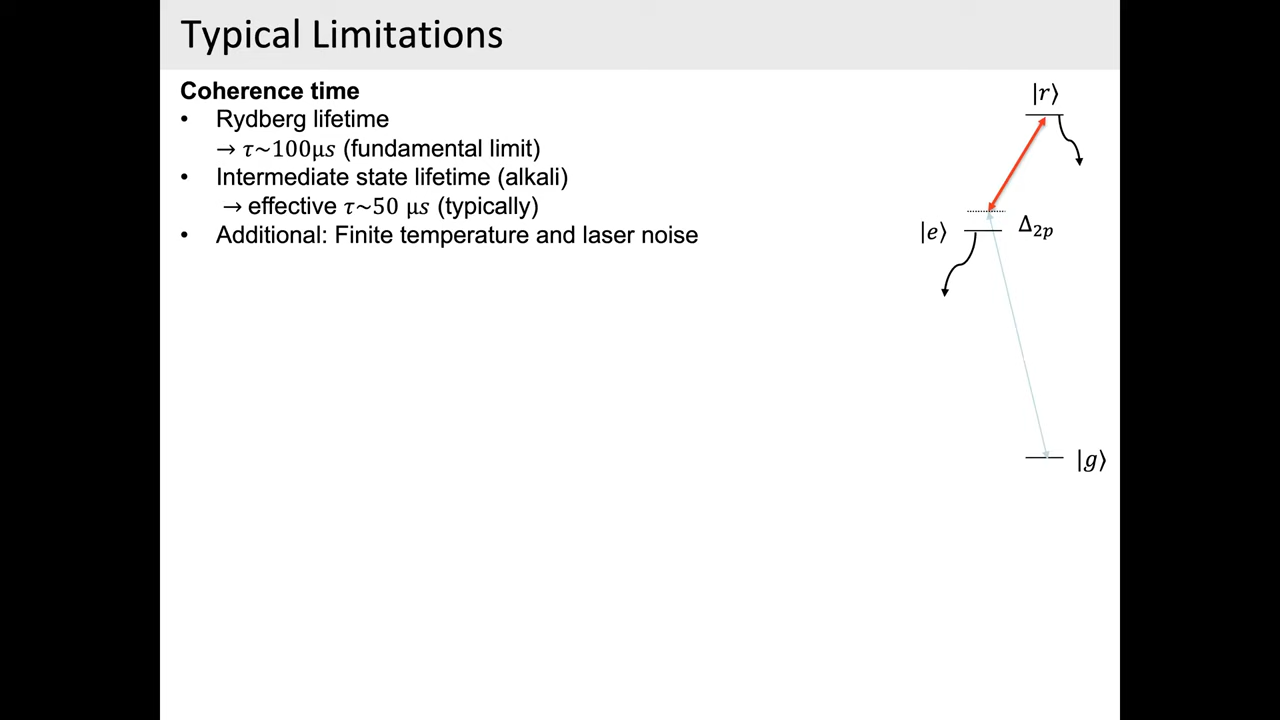 Typical Limitations
Coherence time
• Rydberg lifetime
→ τ~100μs (fundamental limit)
• Intermediate state lifetime (alkali)
→ effective τ~50 μs (typically)
• Additional: Finite temperature and laser noise
|r⟩
|e⟩
Δ₂ₚ
|g⟩